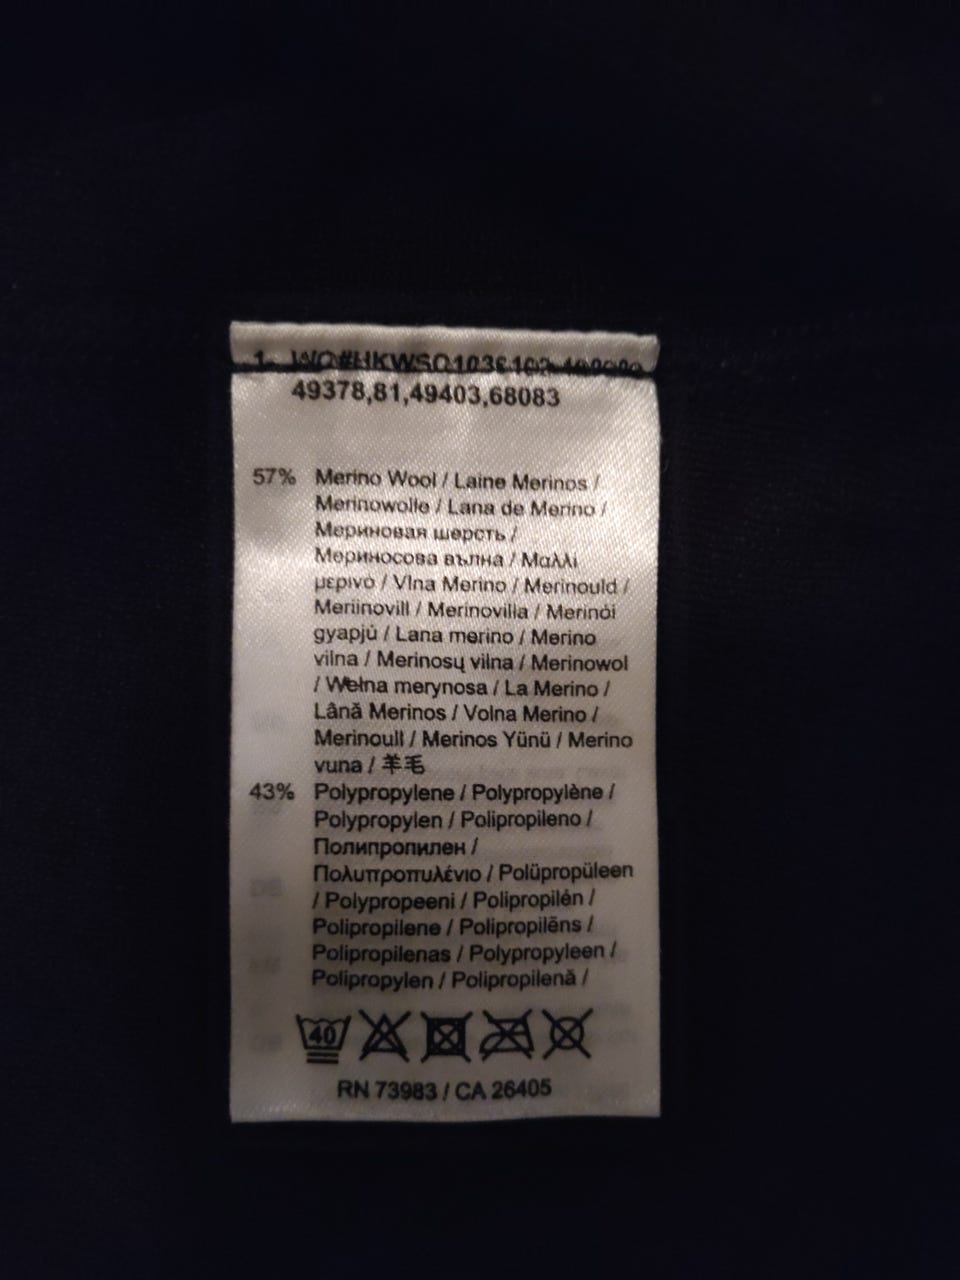 49378,81,49403,68083
57% Merino Wool / Laine Merinos /
Merinowolle / Lana de Merino /
Мериновая шерсть /
Мериносова вълна / Μαλλί
μερινό / Vlna Merino / Merinould /
Meriinovill / Merinovilla / Merinói
gyapjú / Lana merino / Merino
vilna / Merinosų vilna / Merinowol
/ Wełna merynosa / La Merino /
Lână Merinos / Volna Merino /
Merinoull / Merinos Yünü / Merino
vuna / 羊毛
43% Polypropylene / Polypropylène /
Polypropylen / Polipropileno /
Полипропилен /
Πολυπροπυλένιο / Polüpropüleen
/ Polypropeeni / Polipropilén /
Polipropilene / Polipropilēns /
Polipropilenas / Polypropyleen /
Polipropylen / Polipropilenă /
40
RN 73983 / CA 26405